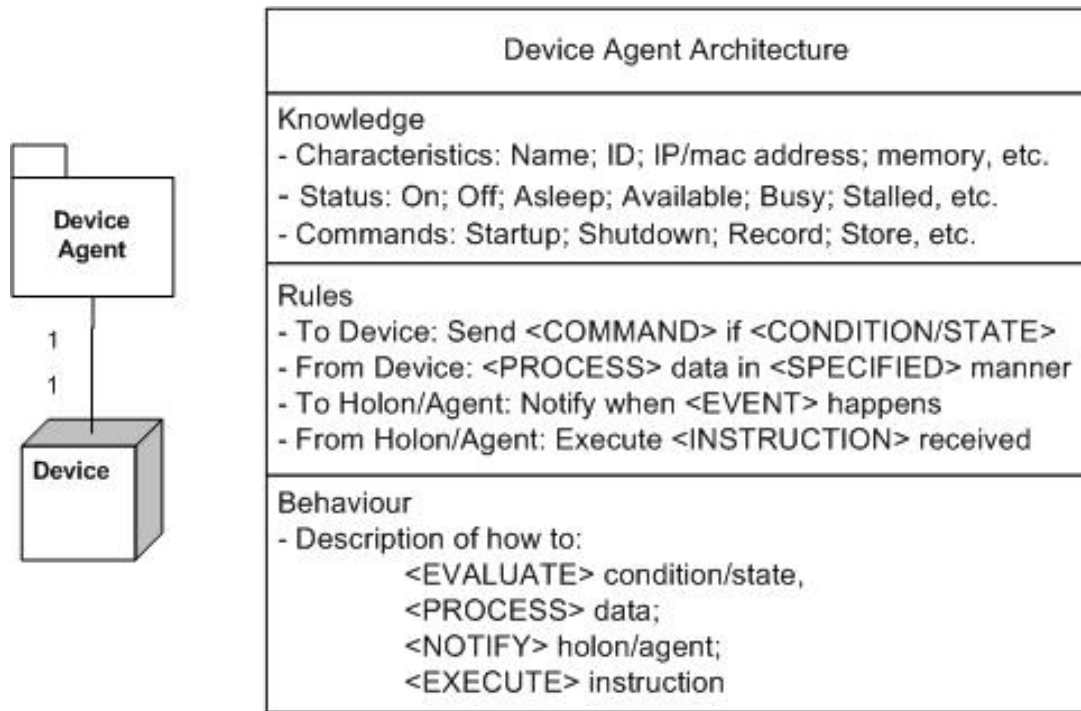 Device Agent Architecture
Knowledge
- Characteristics: Name; ID; IP/mac address; memory, etc.
- Status: On; Off; Asleep; Available; Busy; Stalled, etc.
- Commands: Startup; Shutdown; Record; Store, etc.
Rules
- To Device: Send <COMMAND> if <CONDITION/STATE>
- From Device: <PROCESS> data in <SPECIFIED> manner
- To Holon/Agent: Notify when <EVENT> happens
- From Holon/Agent: Execute <INSTRUCTION> received
Behaviour
- Description of how to:
<EVALUATE> condition/state,
<PROCESS> data;
<NOTIFY> holon/agent;
<EXECUTE> instruction
Device
Agent
1
1
Device